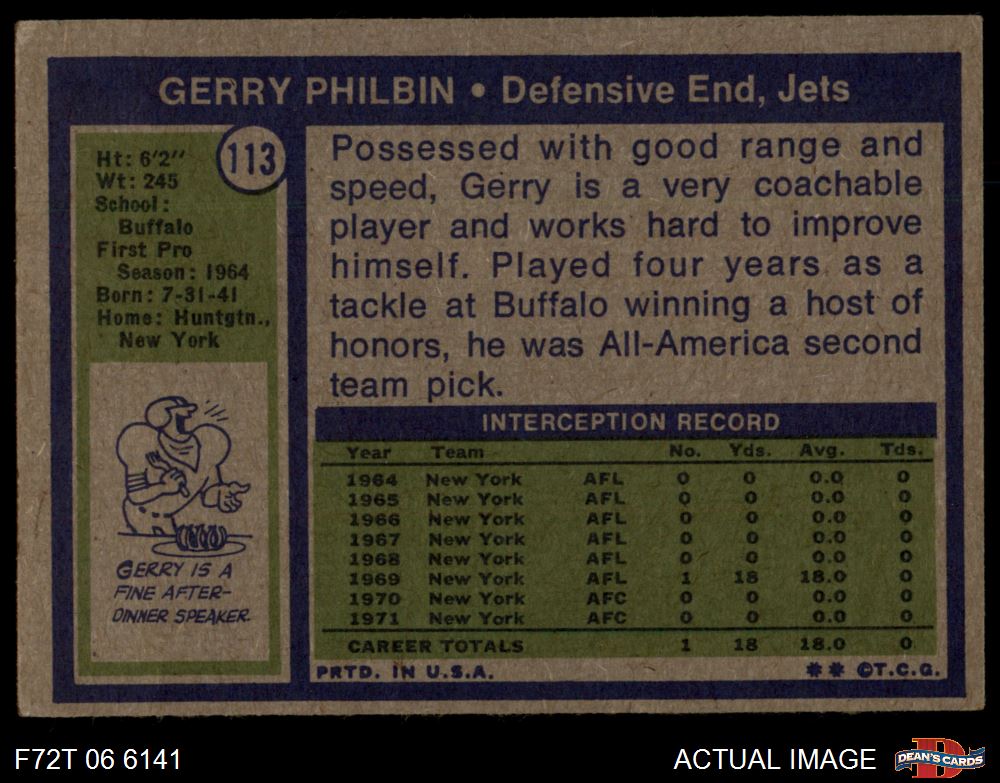 GERRY PHILBIN • Defensive End, Jets
113
Ht: 6'2"
Wt: 245
School:
Buffalo
First Pro
Season: 1964
Born: 7-31-41
Home: Huntgtn.,
New York
GERRY IS A
FINE AFTER-
DINNER SPEAKER.
Possessed with good range and
speed, Gerry is a very coachable
player and works hard to improve
himself. Played four years as a
tackle at Buffalo winning a host of
honors, he was All-America second
team pick.
INTERCEPTION RECORD
Year Team No. Yds. Avg. Tds.
1964 New York AFL 0 0 0.0 0
1965 New York AFL 0 0 0.0 0
1966 New York AFL 0 0 0.0 0
1967 New York AFL 0 0 0.0 0
1968 New York AFL 0 0 0.0 0
1969 New York AFL 1 18 18.0 0
1970 New York AFC 0 0 0.0 0
1971 New York AFC 0 0 0.0 0
CAREER TOTALS 1 18 18.0 0
PRTD. IN U.S.A. ** ©T.C.G.
F72T 06 6141
ACTUAL IMAGE
D
DEAN'S CARDS